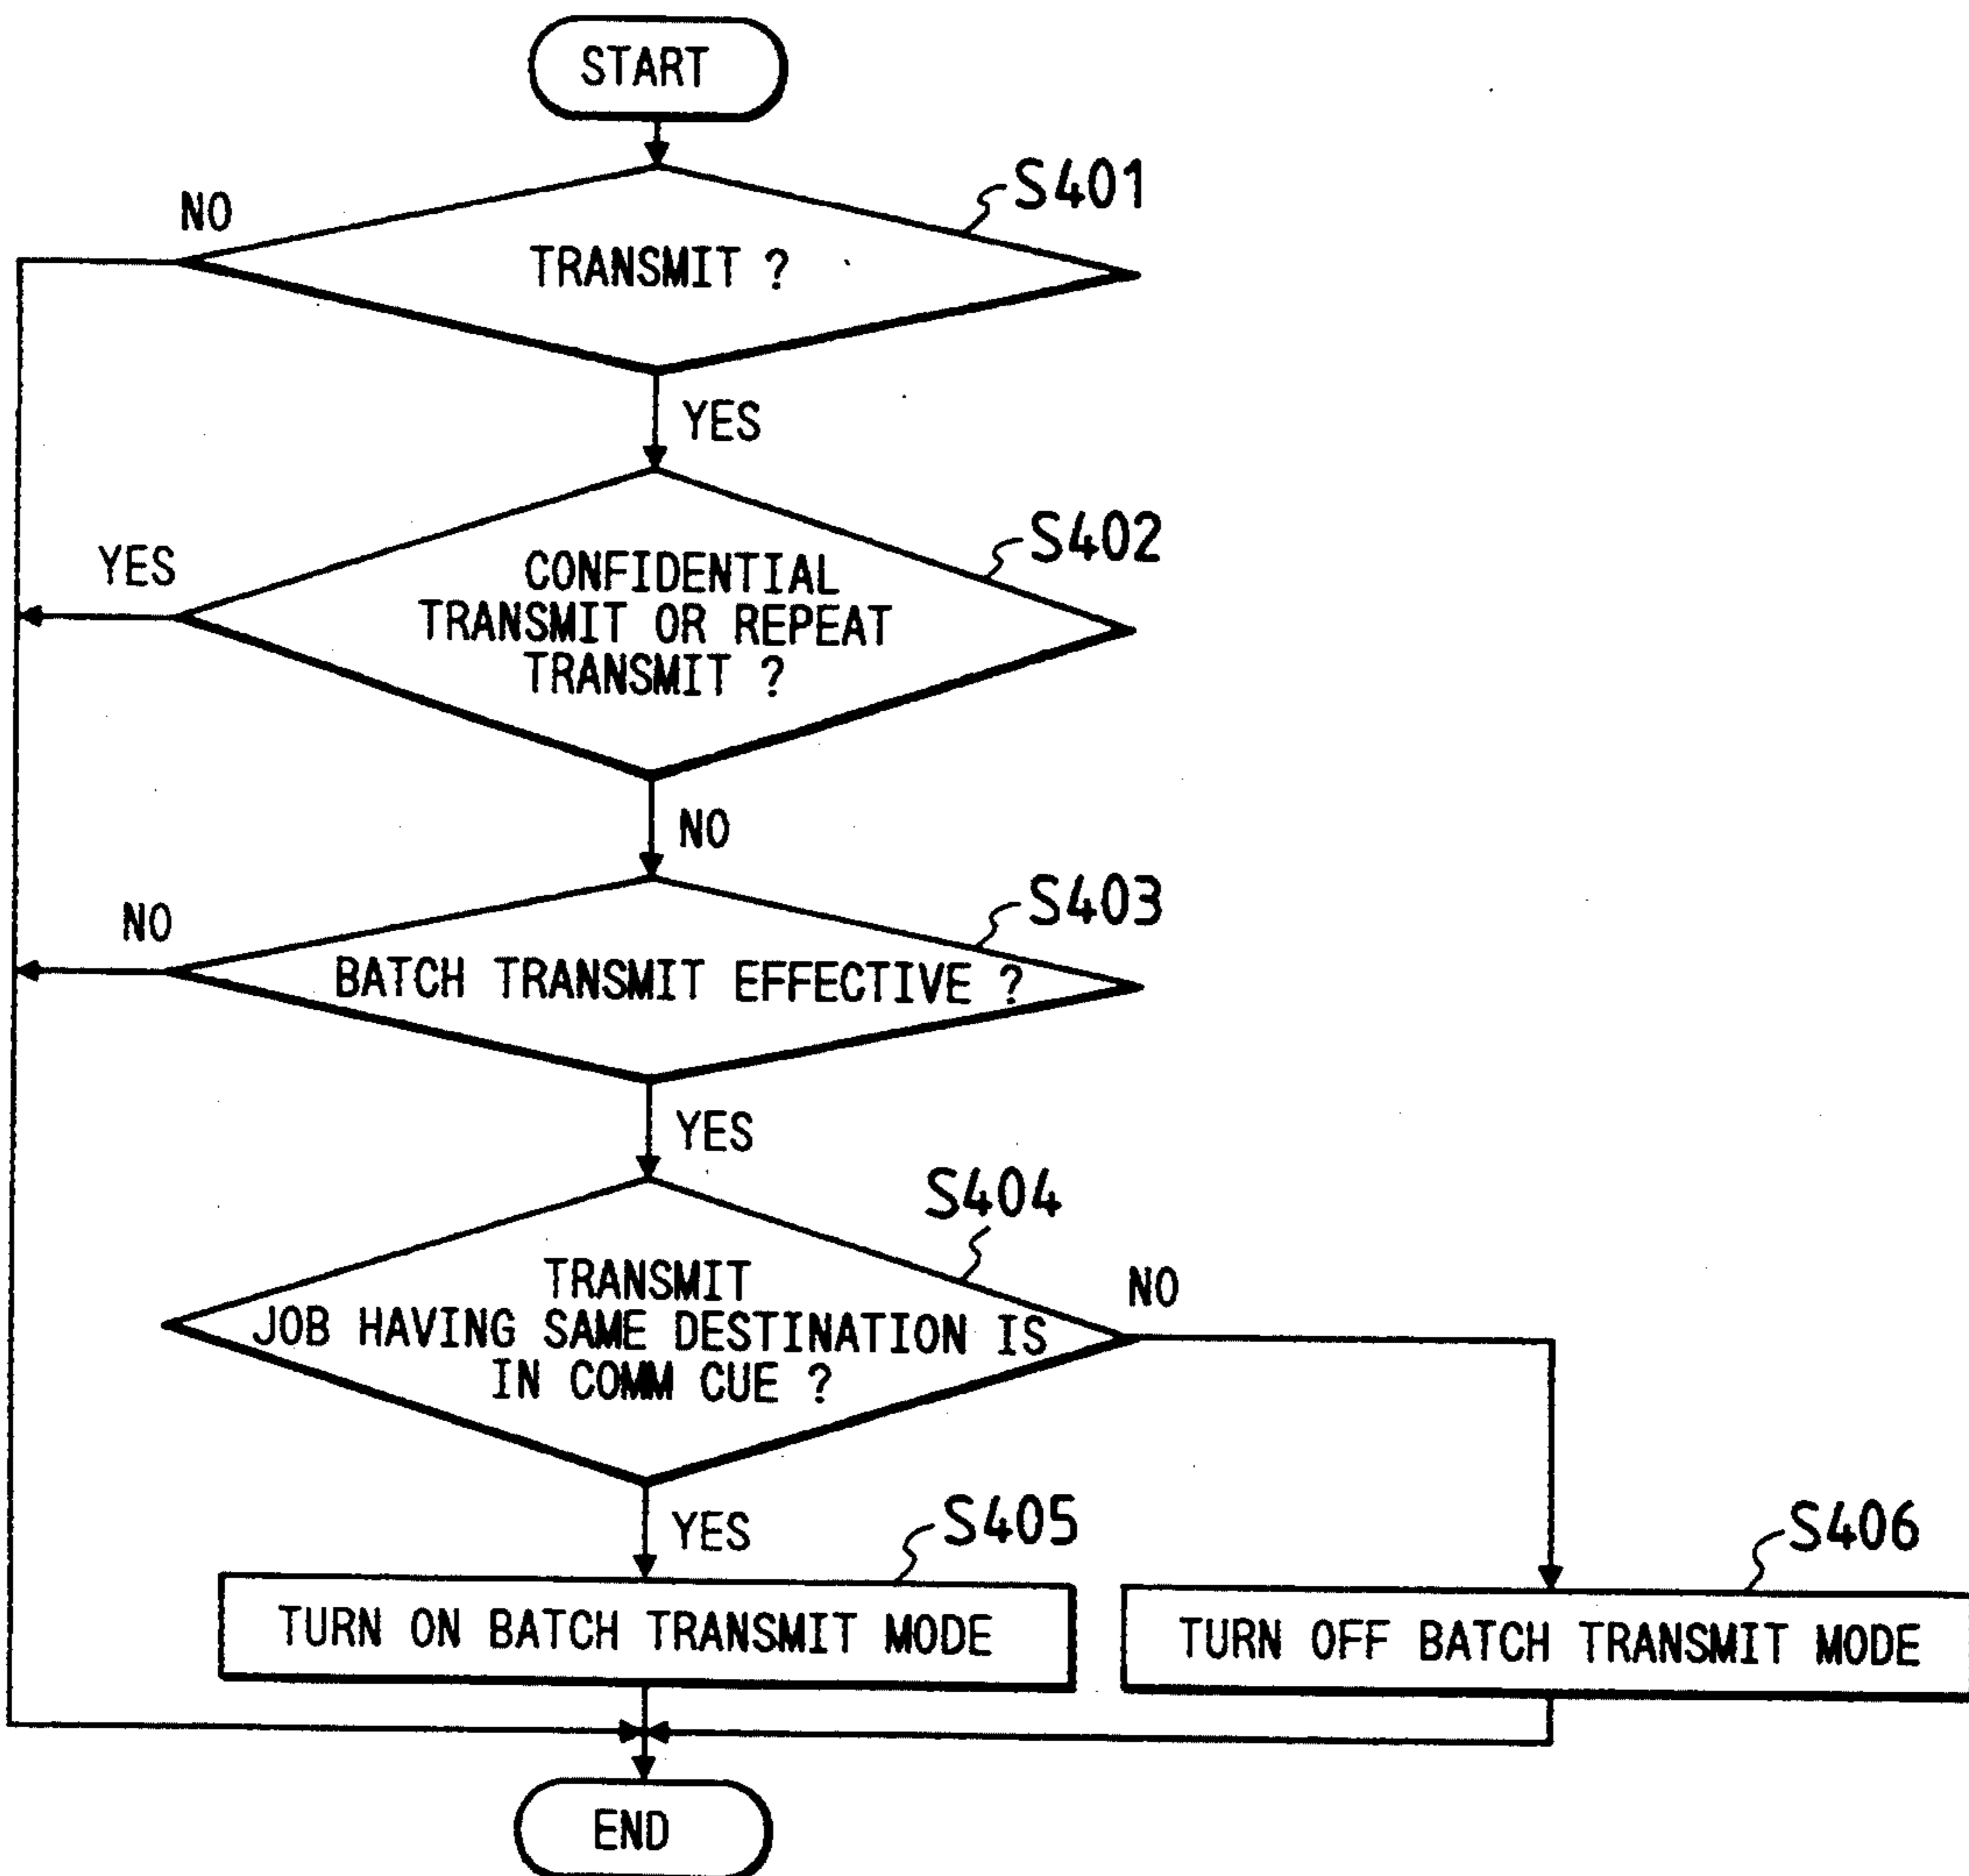 START
S401
NO
TRANSMIT ?
YES
S402
YES
CONFIDENTIAL
TRANSMIT OR REPEAT
TRANSMIT ?
NO
S403
NO
BATCH TRANSMIT EFFECTIVE ?
YES
S404
TRANSMIT
JOB HAVING SAME DESTINATION IS
IN COMM CUE ?
NO
YES
S405
S406
TURN ON BATCH TRANSMIT MODE
TURN OFF BATCH TRANSMIT MODE
END